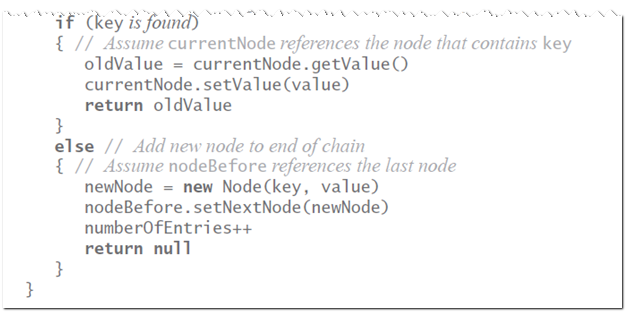 if (key is found)
{ // Assume currentNode references the node that contains key
oldValue = currentNode.getValue()
currentNode.setValue(value)
return oldValue
}
else // Add new node to end of chain
{ // Assume nodeBefore references the last node
newNode = new Node(key, value)
nodeBefore.setNextNode(newNode)
numberOfEntries++
return null
}
}